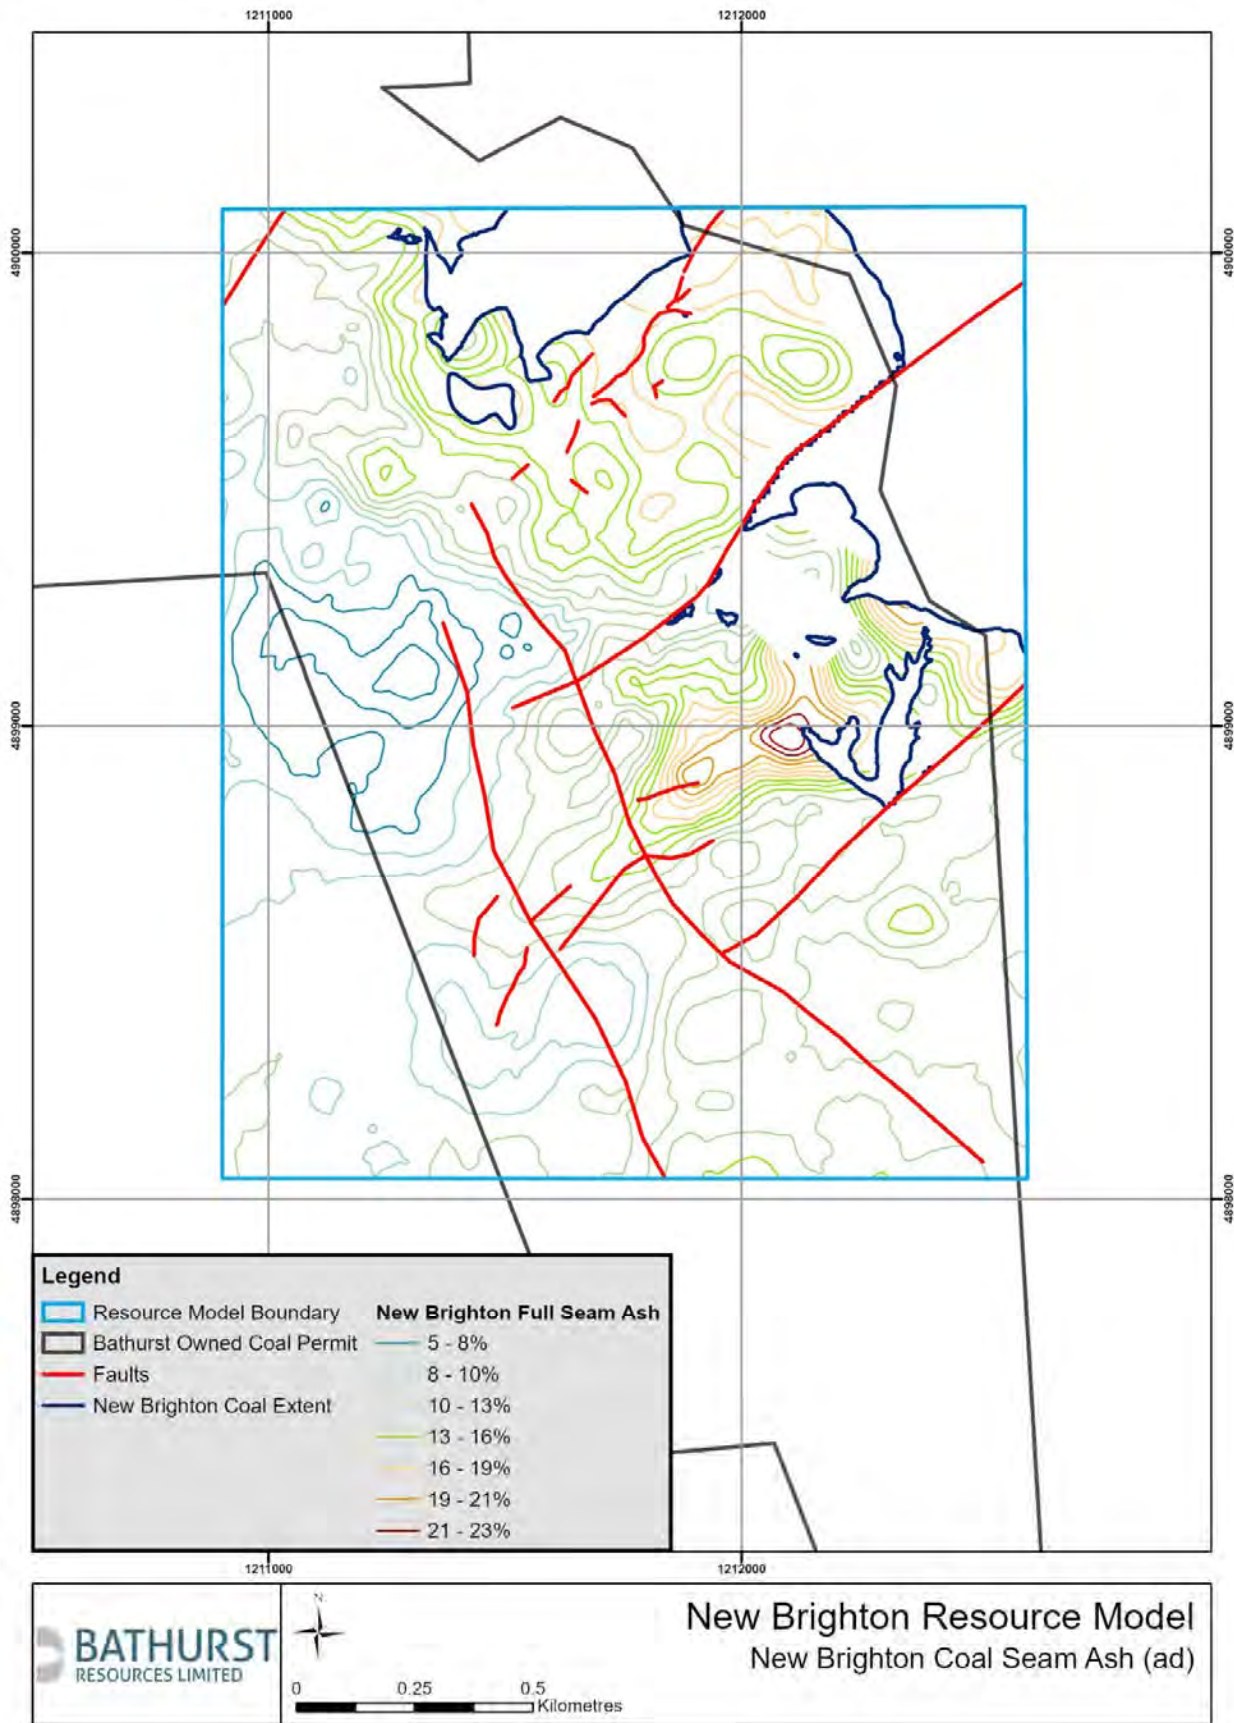 1211000
1212000
4900000
4900000
4899000
4899000
4898000
4898000
Legend
Resource Model Boundary
Bathurst Owned Coal Permit
Faults
New Brighton Coal Extent
New Brighton Full Seam Ash
5 - 8%
8 - 10%
10 - 13%
13 - 16%
16 - 19%
19 - 21%
21 - 23%
1211000
1212000
BATHURST
RESOURCES LIMITED
N
0 0.25 0.5
Kilometres
New Brighton Resource Model
New Brighton Coal Seam Ash (ad)